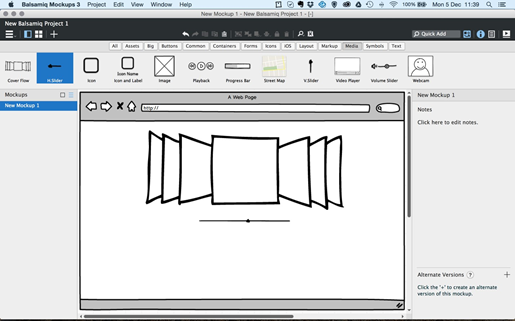 Balsamiq Mockups 3 Project Edit View Window Help 100% Mon 5 Dec 11:39
New Mockup 1 - New Balsamiq Project 1 - [-]
New Balsamiq Project 1
Quick Add
All Assets Big Buttons Common Containers Forms Icons iOS Layout Markup Media Symbols Text
Cover Flow H.Slider Icon Icon Name Icon and Label Image Playback Progress Bar Street Map V.Slider Video Player Volume Slider Webcam
Mockups
New Mockup 1
A Web Page
http://
New Mockup 1
Notes
Click here to edit notes.
Alternate Versions ?
Click the '+' to create an alternate
version of this mockup.